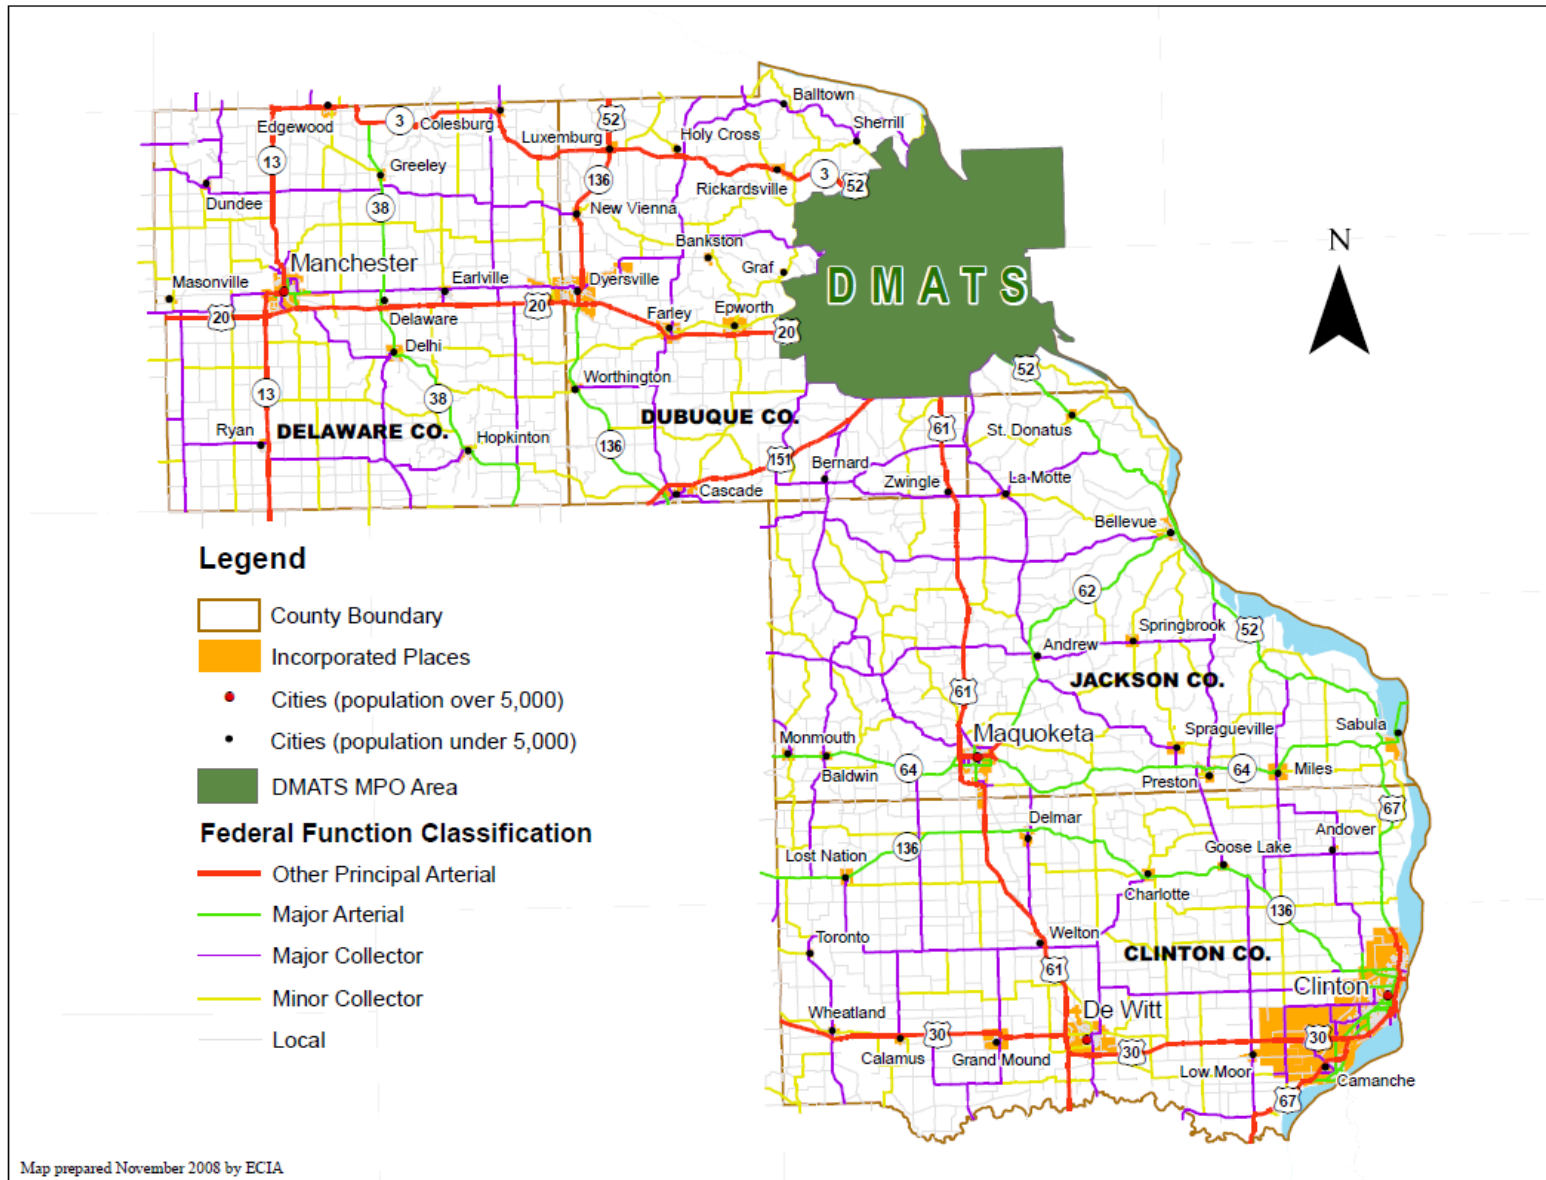 Balltown
Sherrill
52
Edgewood
3
Colesburg
Luxemburg
Holy Cross
13
Greeley
136
Rickardsville
3
52
Dundee
38
New Vienna
Bankston
Graf
N
Manchester
Masonville
Earlville
Dyersville
DMATS
20
Delaware
20
Farley
Epworth
20
Delhi
52
Worthington
13
38
DUBUQUE CO.
St. Donatus
Ryan
DELAWARE CO.
Hopkinton
136
61
151
Bernard
Zwingle
La Motte
Cascade
Bellevue
Legend
County Boundary
Incorporated Places
Cities (population over 5,000)
Cities (population under 5,000)
DMATS MPO Area
Federal Function Classification
Other Principal Arterial
Major Arterial
Major Collector
Minor Collector
Local
62
Springbrook
52
Andrew
JACKSON CO.
61
Monmouth
Maquoketa
Spragueville
Sabula
Baldwin
64
Preston
64
Miles
67
Delmar
Andover
136
Lost Nation
Goose Lake
Charlotte
136
Toronto
Welton
CLINTON CO.
61
Clinton
Wheatland
De Witt
30
30
30
Calamus
Grand Mound
Low Moor
Camanche
67
Map prepared November 2008 by ECIA